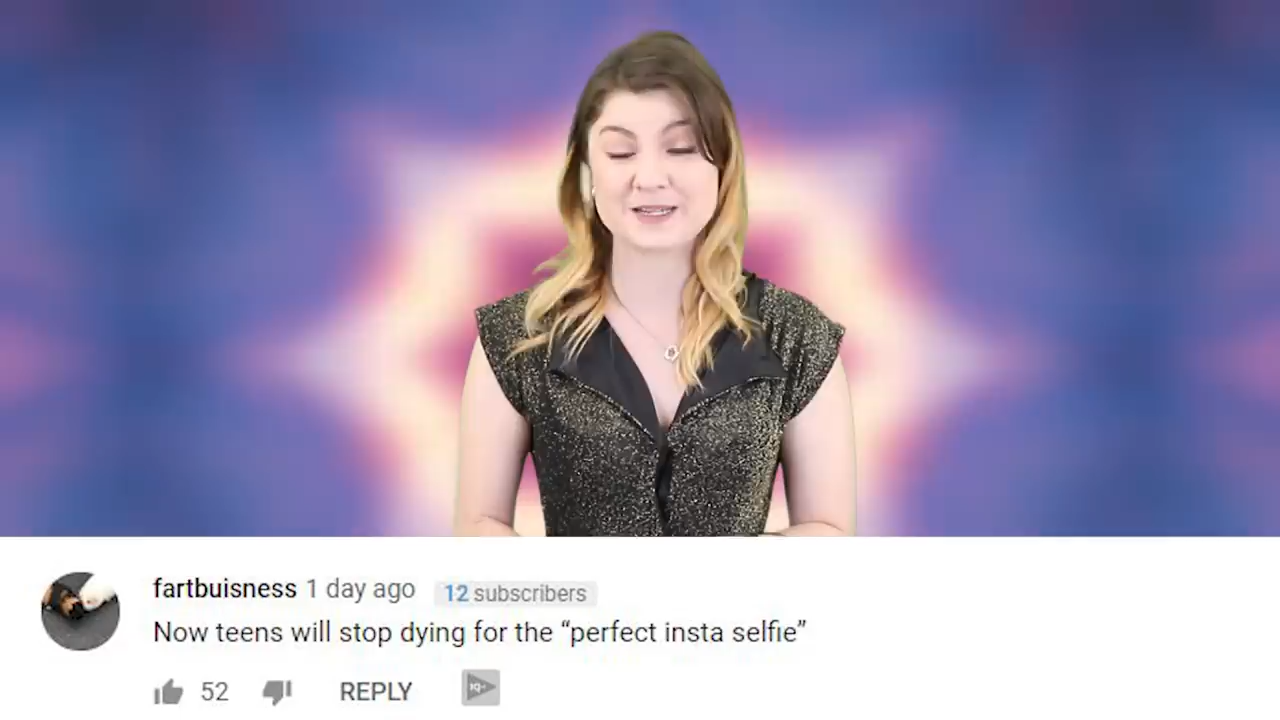 fartbuisness 1 day ago 12 subscribers
Now teens will stop dying for the “perfect insta selfie”
52 REPLY